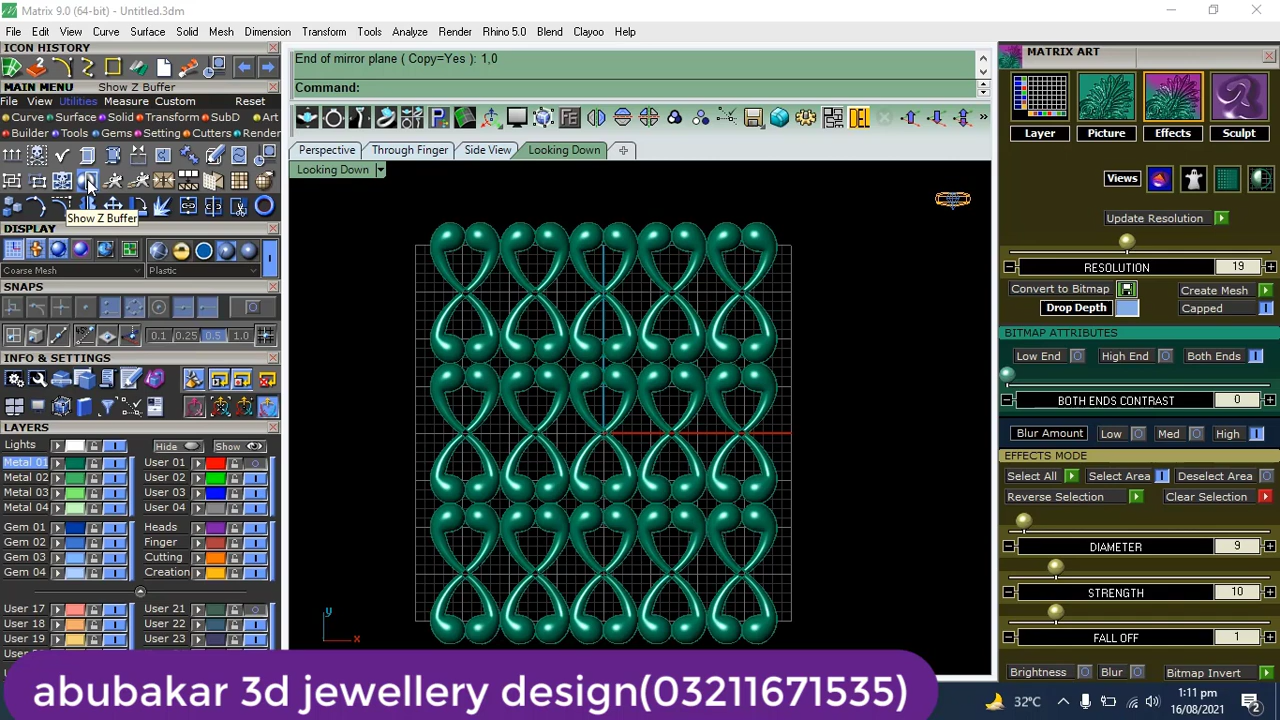 Matrix 9.0 (64-bit) - Untitled.3dm
File Edit View Curve Surface Solid Mesh Dimension Transform Tools Analyze Render Rhino 5.0 Blend Clayoo Help
ICON HISTORY
MAIN MENU Show Z Buffer
File View Utilities Measure Custom Reset
Curve Surface Solid Transform SubD Art
Builder Tools Gems Setting Cutters Render
Show Z Buffer
DISPLAY
Coarse Mesh Plastic
SNAPS
0.1 0.25 0.5 1.0
INFO & SETTINGS
LAYERS
Lights Hide Show
Metal 01 User 01
Metal 02 User 02
Metal 03 User 03
Metal 04 User 04
Gem 01 Heads
Gem 02 Finger
Gem 03 Cutting
Gem 04 Creation
User 17 User 21
User 18 User 22
User 19 User 23
End of mirror plane ( Copy=Yes ): 1,0
Command:
Perspective Through Finger Side View Looking Down
Looking Down
y
x
MATRIX ART
Layer Picture Effects Sculpt
Views
Update Resolution
RESOLUTION 19
Convert to Bitmap Create Mesh
Drop Depth Capped
BITMAP ATTRIBUTES
Low End High End Both Ends
BOTH ENDS CONTRAST 0
Blur Amount Low Med High
EFFECTS MODE
Select All Select Area Deselect Area
Reverse Selection Clear Selection
DIAMETER 9
STRENGTH 10
FALL OFF 1
Brightness Blur Bitmap Invert
abubakar 3d jewellery design(03211671535)
32°C
1:11 pm
16/08/2021
2